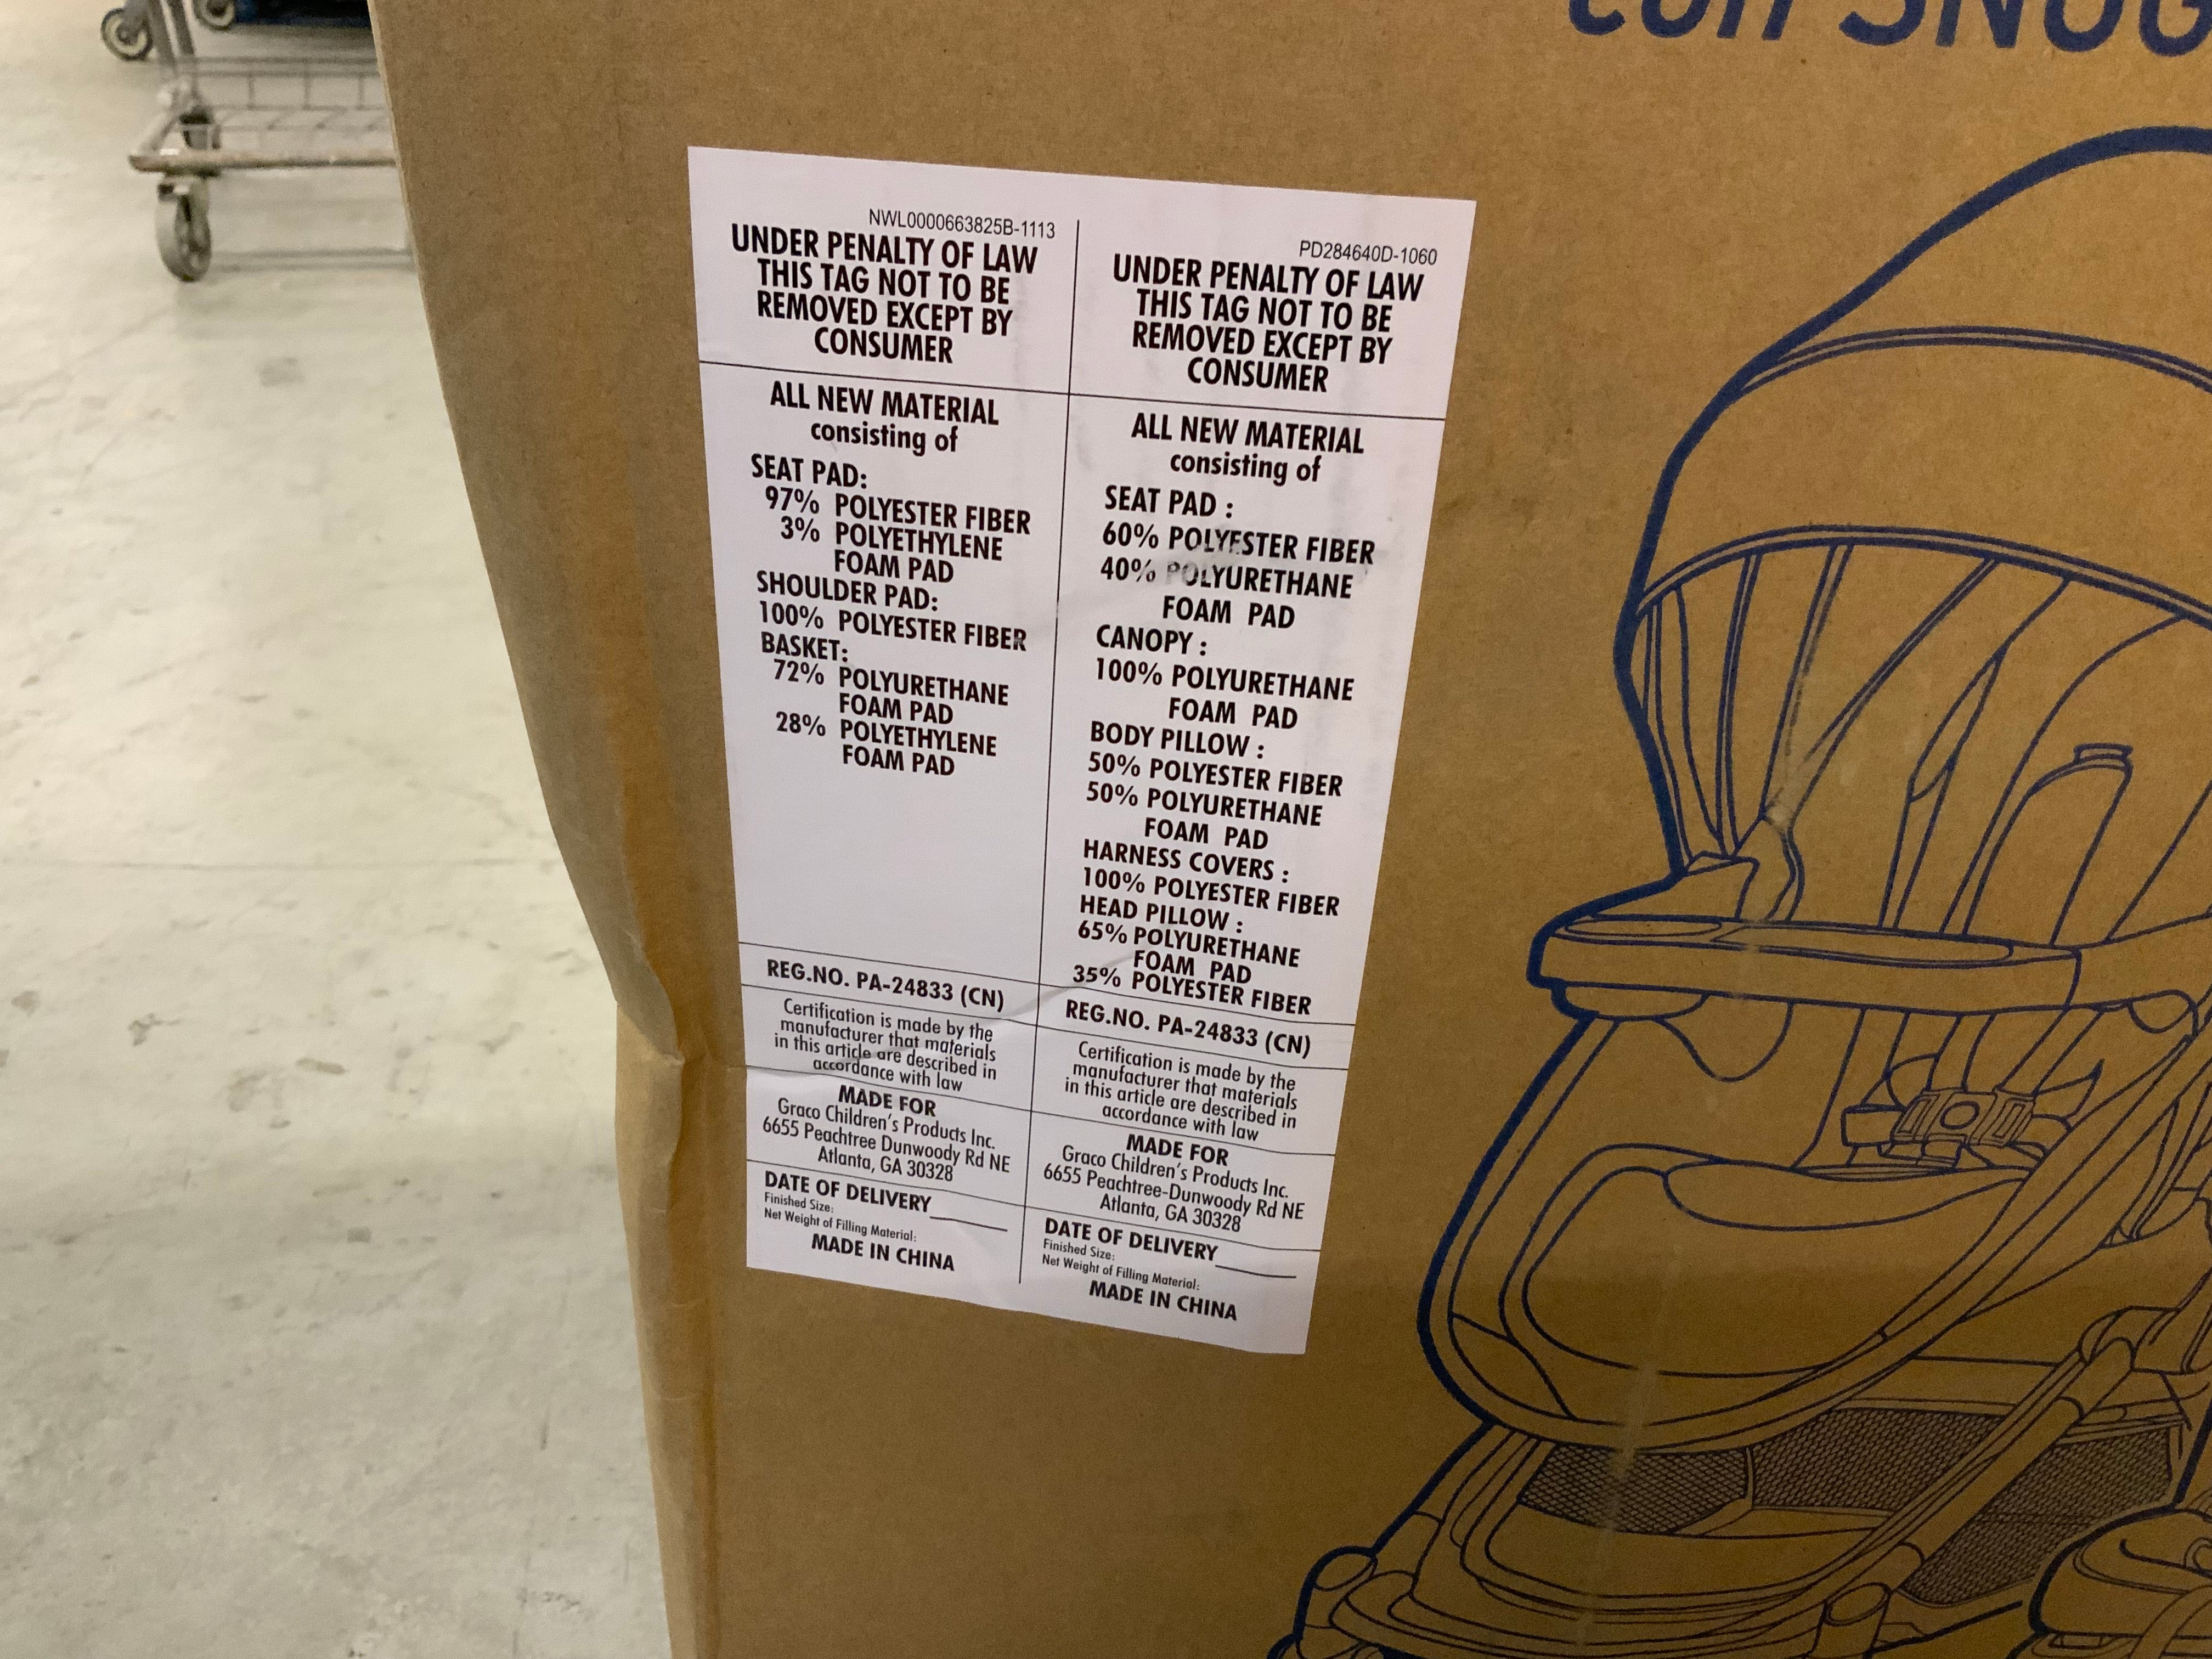 NWL0000663825B-1113
UNDER PENALTY OF LAW
THIS TAG NOT TO BE
REMOVED EXCEPT BY
CONSUMER
ALL NEW MATERIAL
consisting of
SEAT PAD:
97% POLYESTER FIBER
3% POLYETHYLENE
FOAM PAD
SHOULDER PAD:
100% POLYESTER FIBER
BASKET:
72% POLYURETHANE
FOAM PAD
28% POLYETHYLENE
FOAM PAD
REG.NO. PA-24833 (CN)
Certification is made by the
manufacturer that materials
in this article are described in
accordance with law
MADE FOR
Graco Children's Products Inc.
6655 Peachtree Dunwoody Rd NE
Atlanta, GA 30328
DATE OF DELIVERY
Finished Size:
Net Weight of Filling Material:
MADE IN CHINA
PD284640D-1060
UNDER PENALTY OF LAW
THIS TAG NOT TO BE
REMOVED EXCEPT BY
CONSUMER
ALL NEW MATERIAL
consisting of
SEAT PAD :
60% POLYESTER FIBER
40% POLYURETHANE
FOAM PAD
CANOPY :
100% POLYURETHANE
FOAM PAD
BODY PILLOW :
50% POLYESTER FIBER
50% POLYURETHANE
FOAM PAD
HARNESS COVERS :
100% POLYESTER FIBER
HEAD PILLOW :
65% POLYURETHANE
FOAM PAD
35% POLYESTER FIBER
REG.NO. PA-24833 (CN)
Certification is made by the
manufacturer that materials
in this article are described in
accordance with law
MADE FOR
Graco Children's Products Inc.
6655 Peachtree-Dunwoody Rd NE
Atlanta, GA 30328
DATE OF DELIVERY
Finished Size:
Net Weight of Filling Material:
MADE IN CHINA